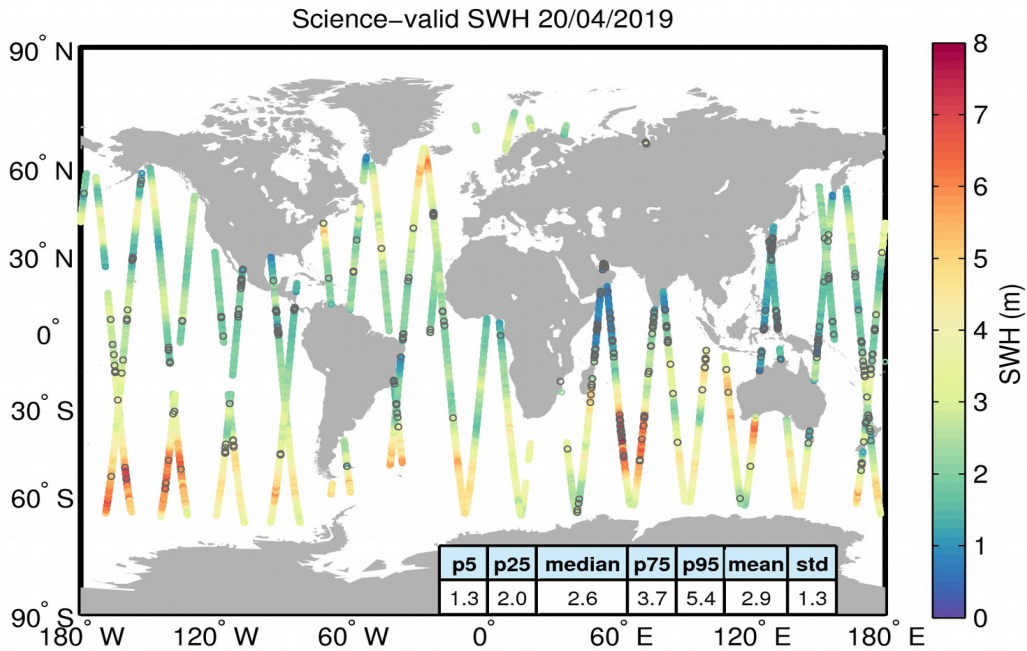 Science−valid SWH 20/04/2019
90° N
60° N
30° N
0°
30° S
60° S
90° S
180° W
120° W
60° W
0°
60° E
120° E
180° E
p5 p25 median p75 p95 mean std
1.3 2.0 2.6 3.7 5.4 2.9 1.3
8
7
6
5
4
3
2
1
0
SWH (m)